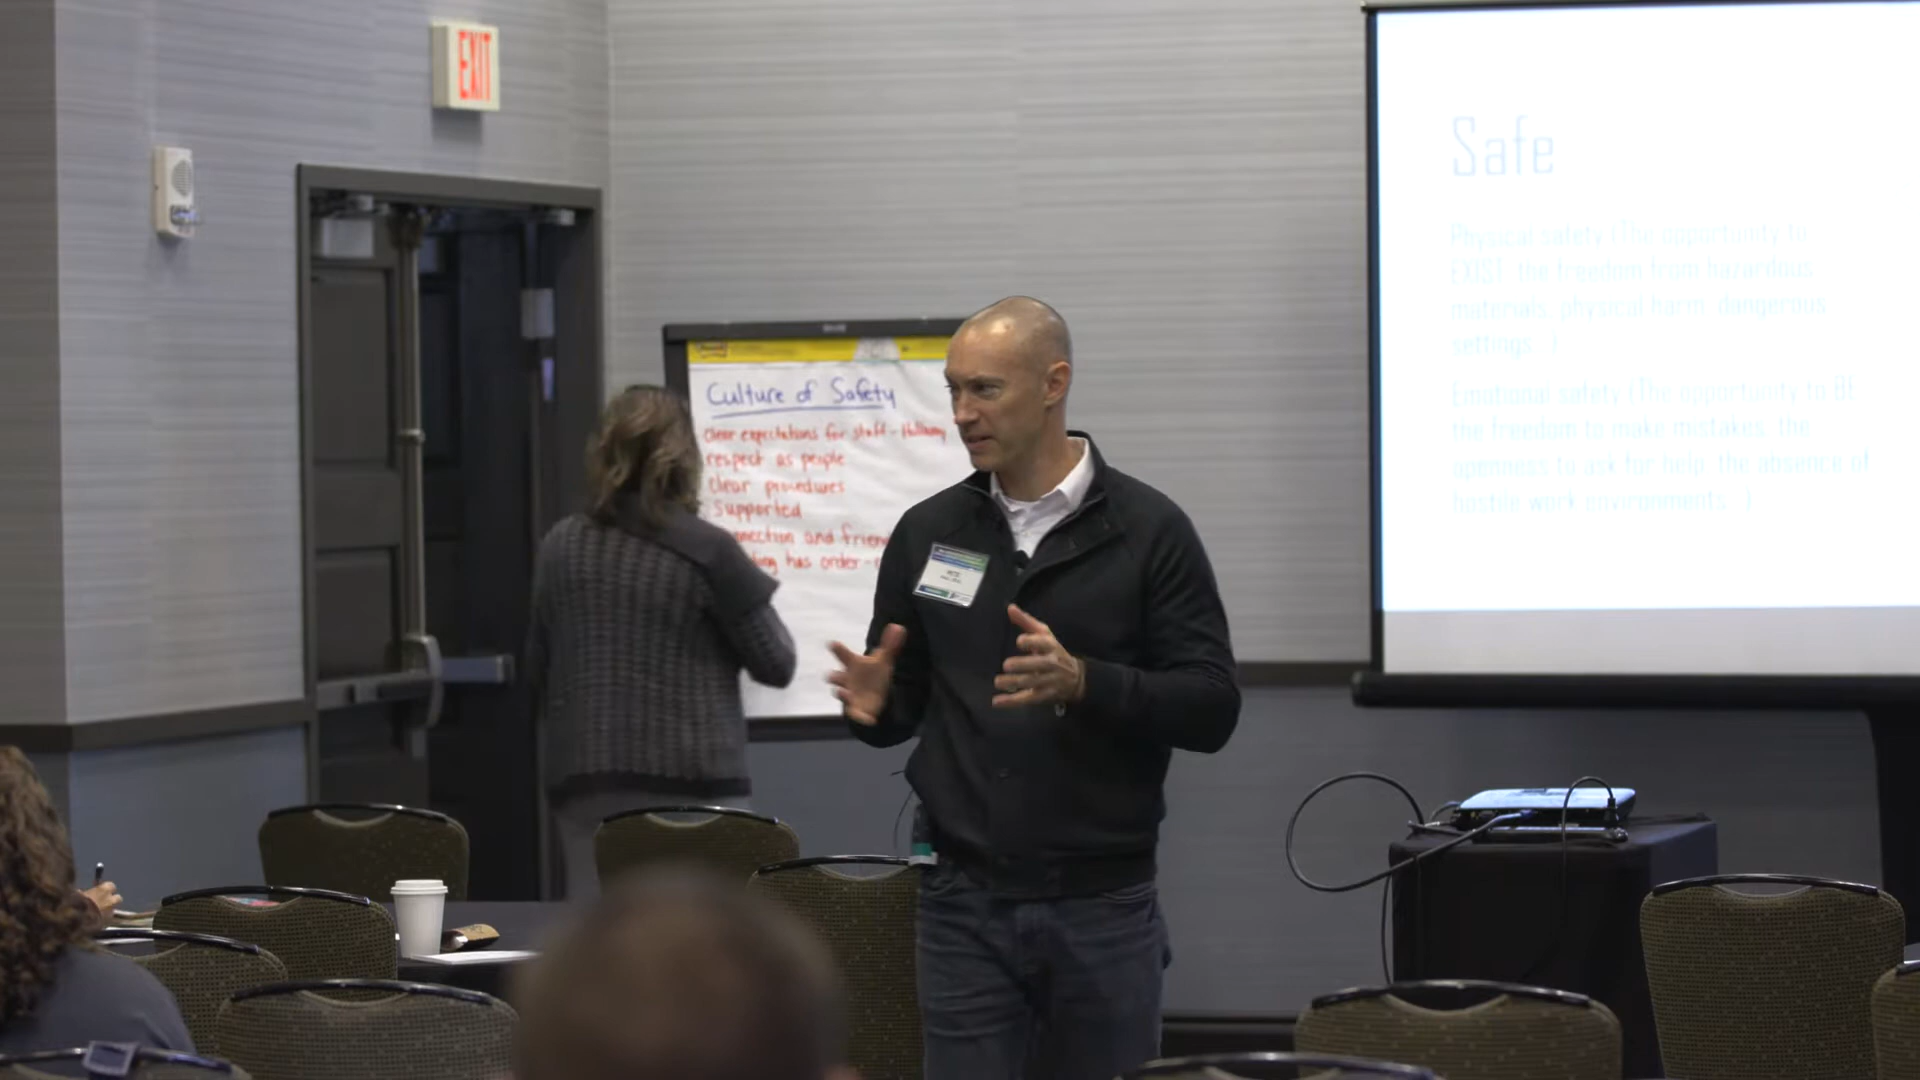 EXIT
Culture of Safety
Clear expectations for staff -
respect as people
Clear procedures
Supported
and
has order -
Safe
Physical safety (The opportunity to
EXIST, the freedom from hazardous
materials, physical harm, dangerous
settings...)
Emotional safety (The opportunity to BE
the freedom to make mistakes, the
openness to ask for help, the absence of
hostile work environments...)